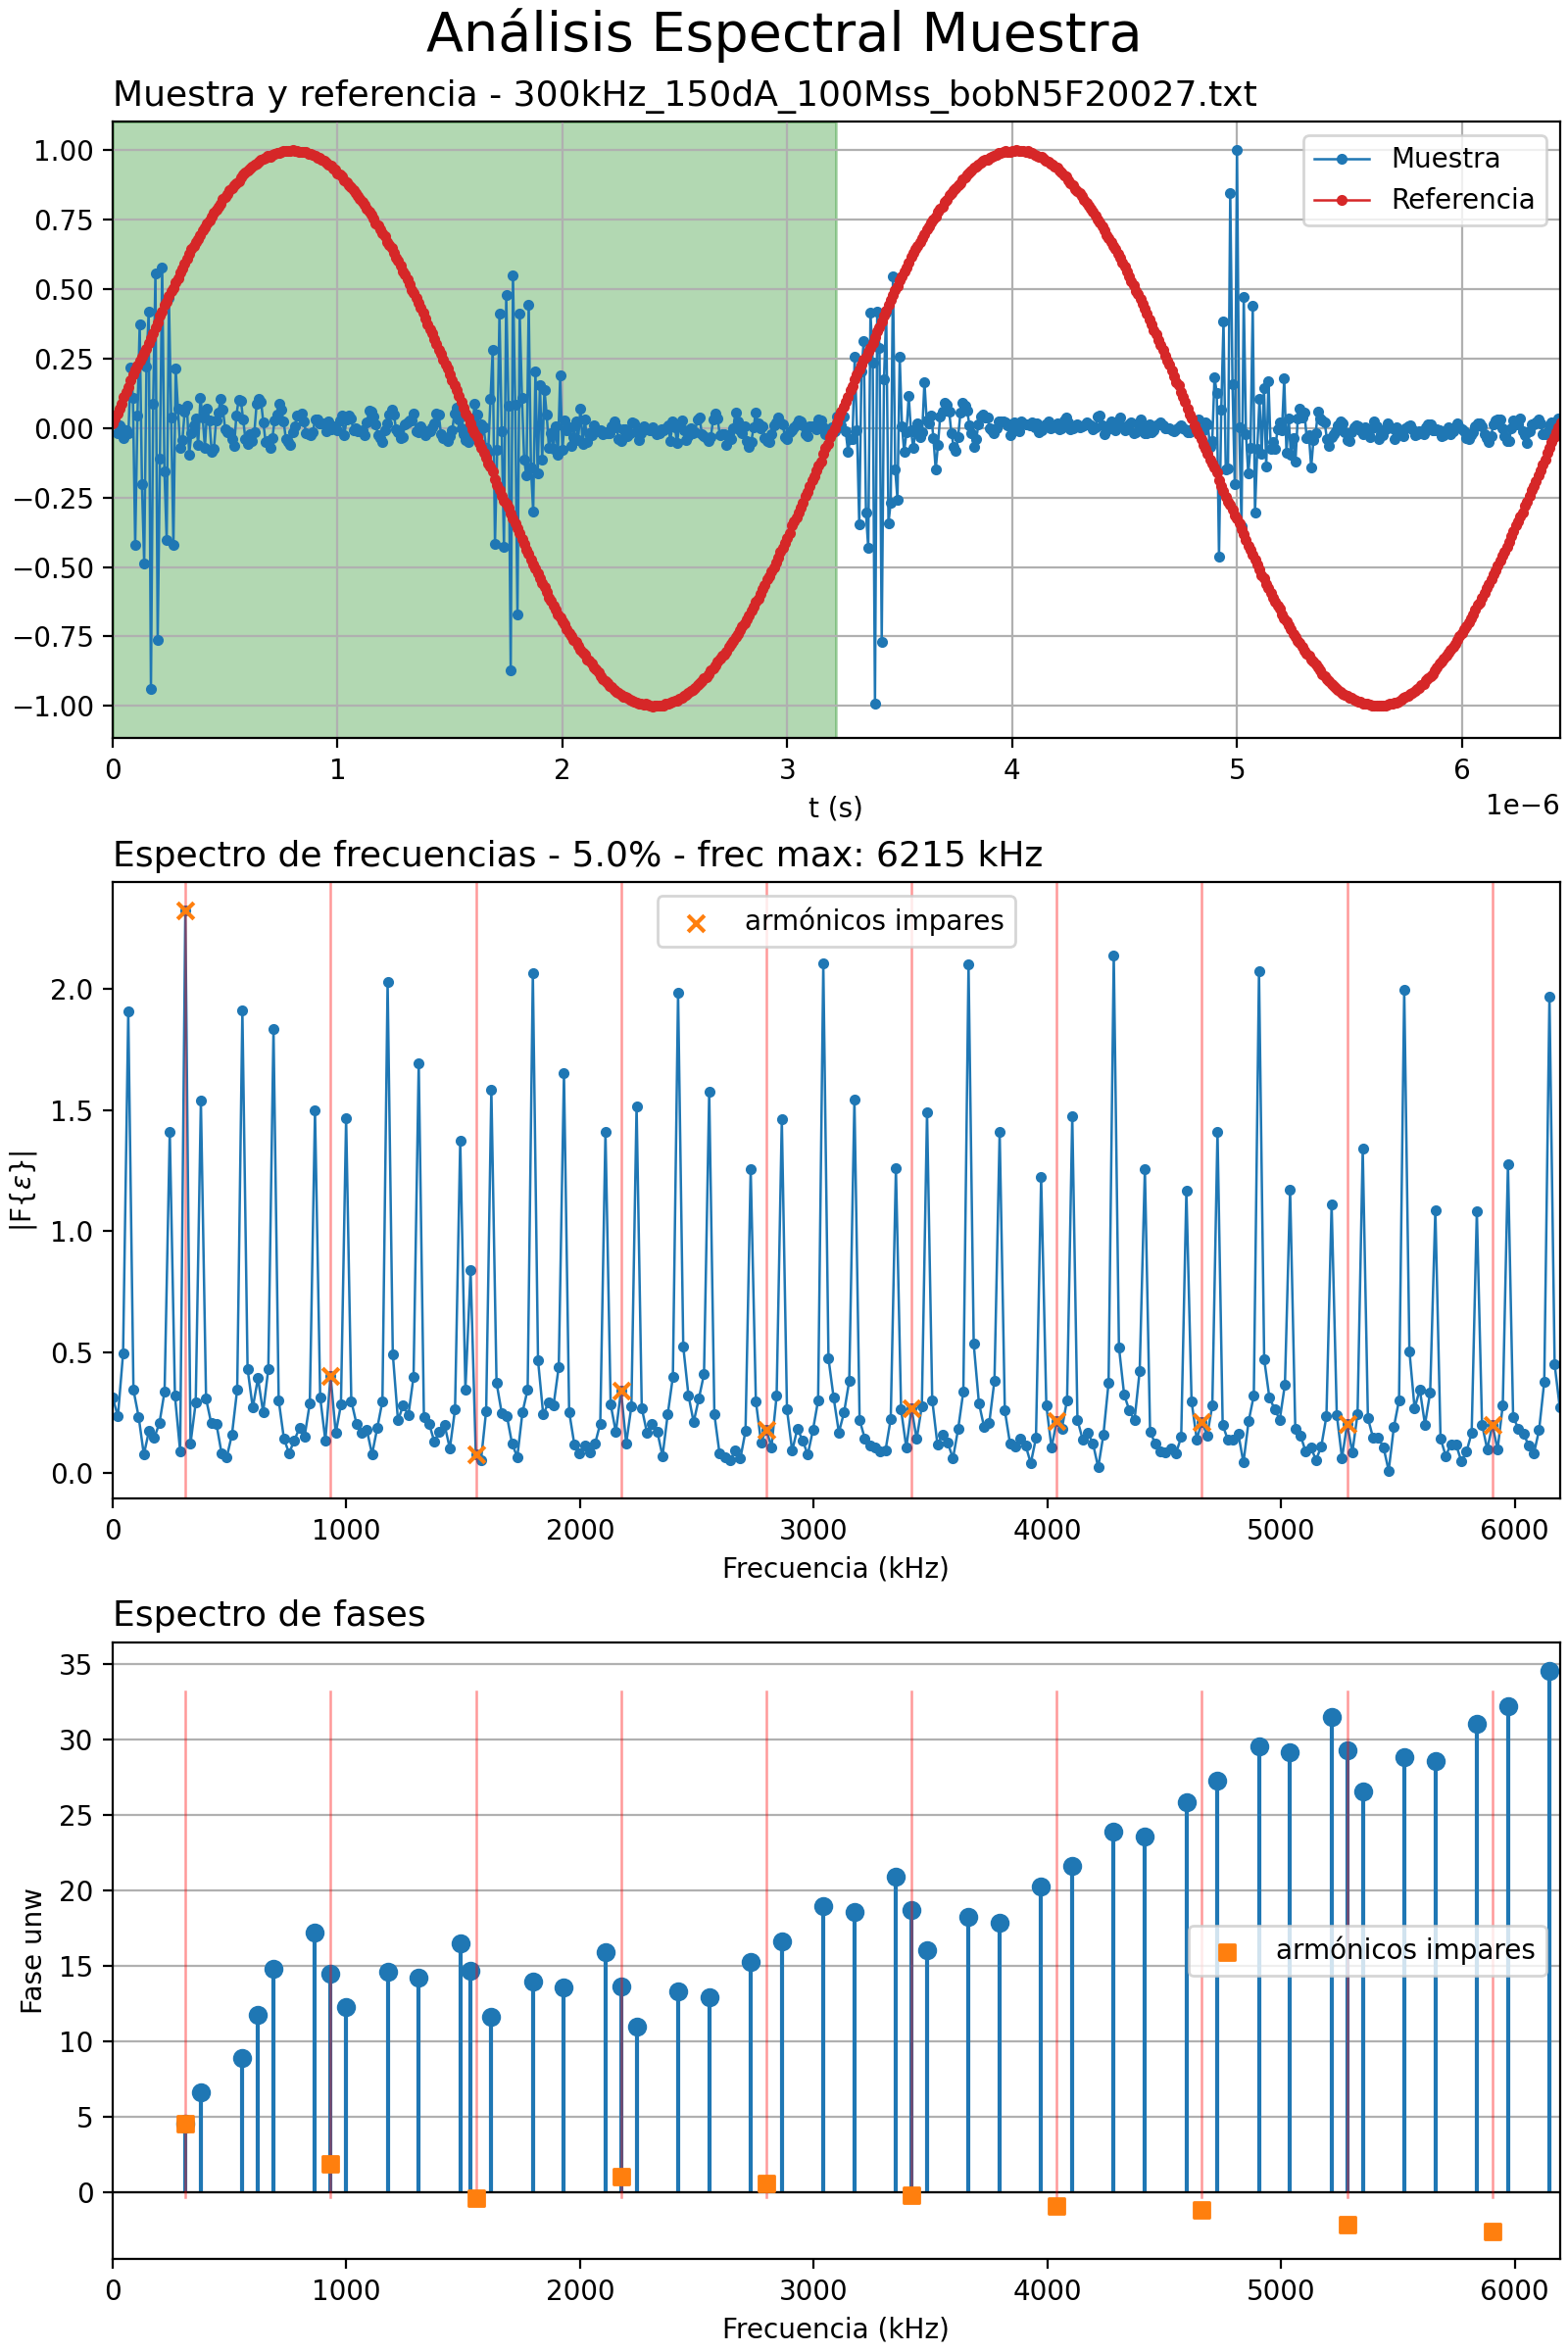 Análisis Espectral Muestra
Muestra y referencia - 300kHz_150dA_100Mss_bobN5F20027.txt
1.00
0.75
0.50
0.25
0.00
−0.25
−0.50
−0.75
−1.00
Muestra
Referencia
0 1 2 3 4 5 6
1e−6
t (s)
Espectro de frecuencias - 5.0% - frec max: 6215 kHz
armónicos impares
|F{ε}|
2.0
1.5
1.0
0.5
0.0
0 1000 2000 3000 4000 5000 6000
Frecuencia (kHz)
Espectro de fases
Fase unw
35
30
25
20
15
10
5
0
armónicos impares
0 1000 2000 3000 4000 5000 6000
Frecuencia (kHz)